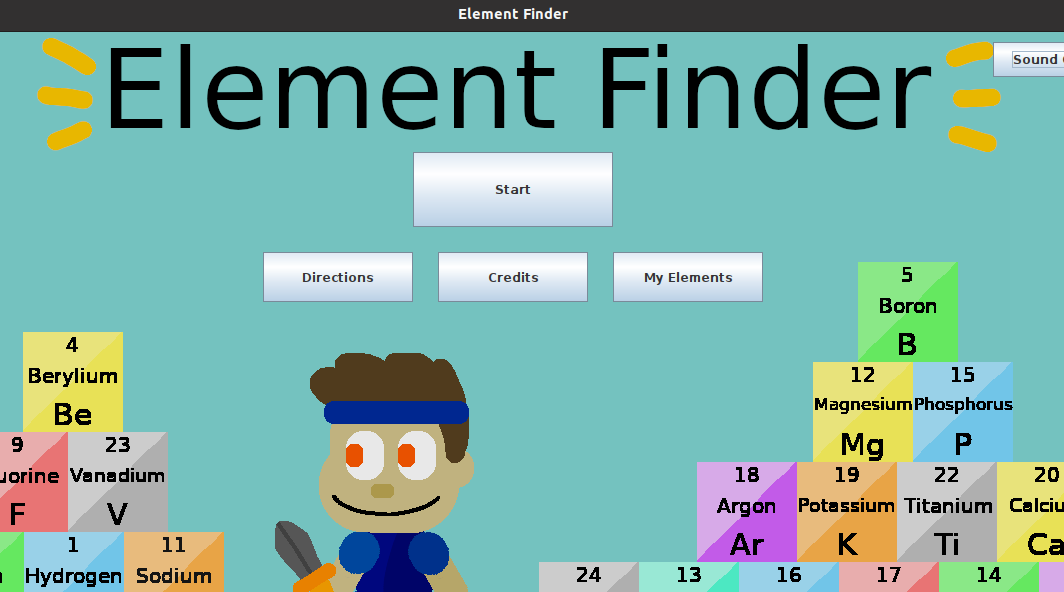 Element Finder
Element Finder
Sound
Start
Directions Credits My Elements
5
Boron
B
4
Berylium
Be
12 15
Magnesium Phosphorus
Mg P
9 23
uorine Vanadium
F V
18 19 22 20
Argon Potassium Titanium Calciu
Ar K Ti Ca
1 11
Hydrogen Sodium
24 13 16 17 14